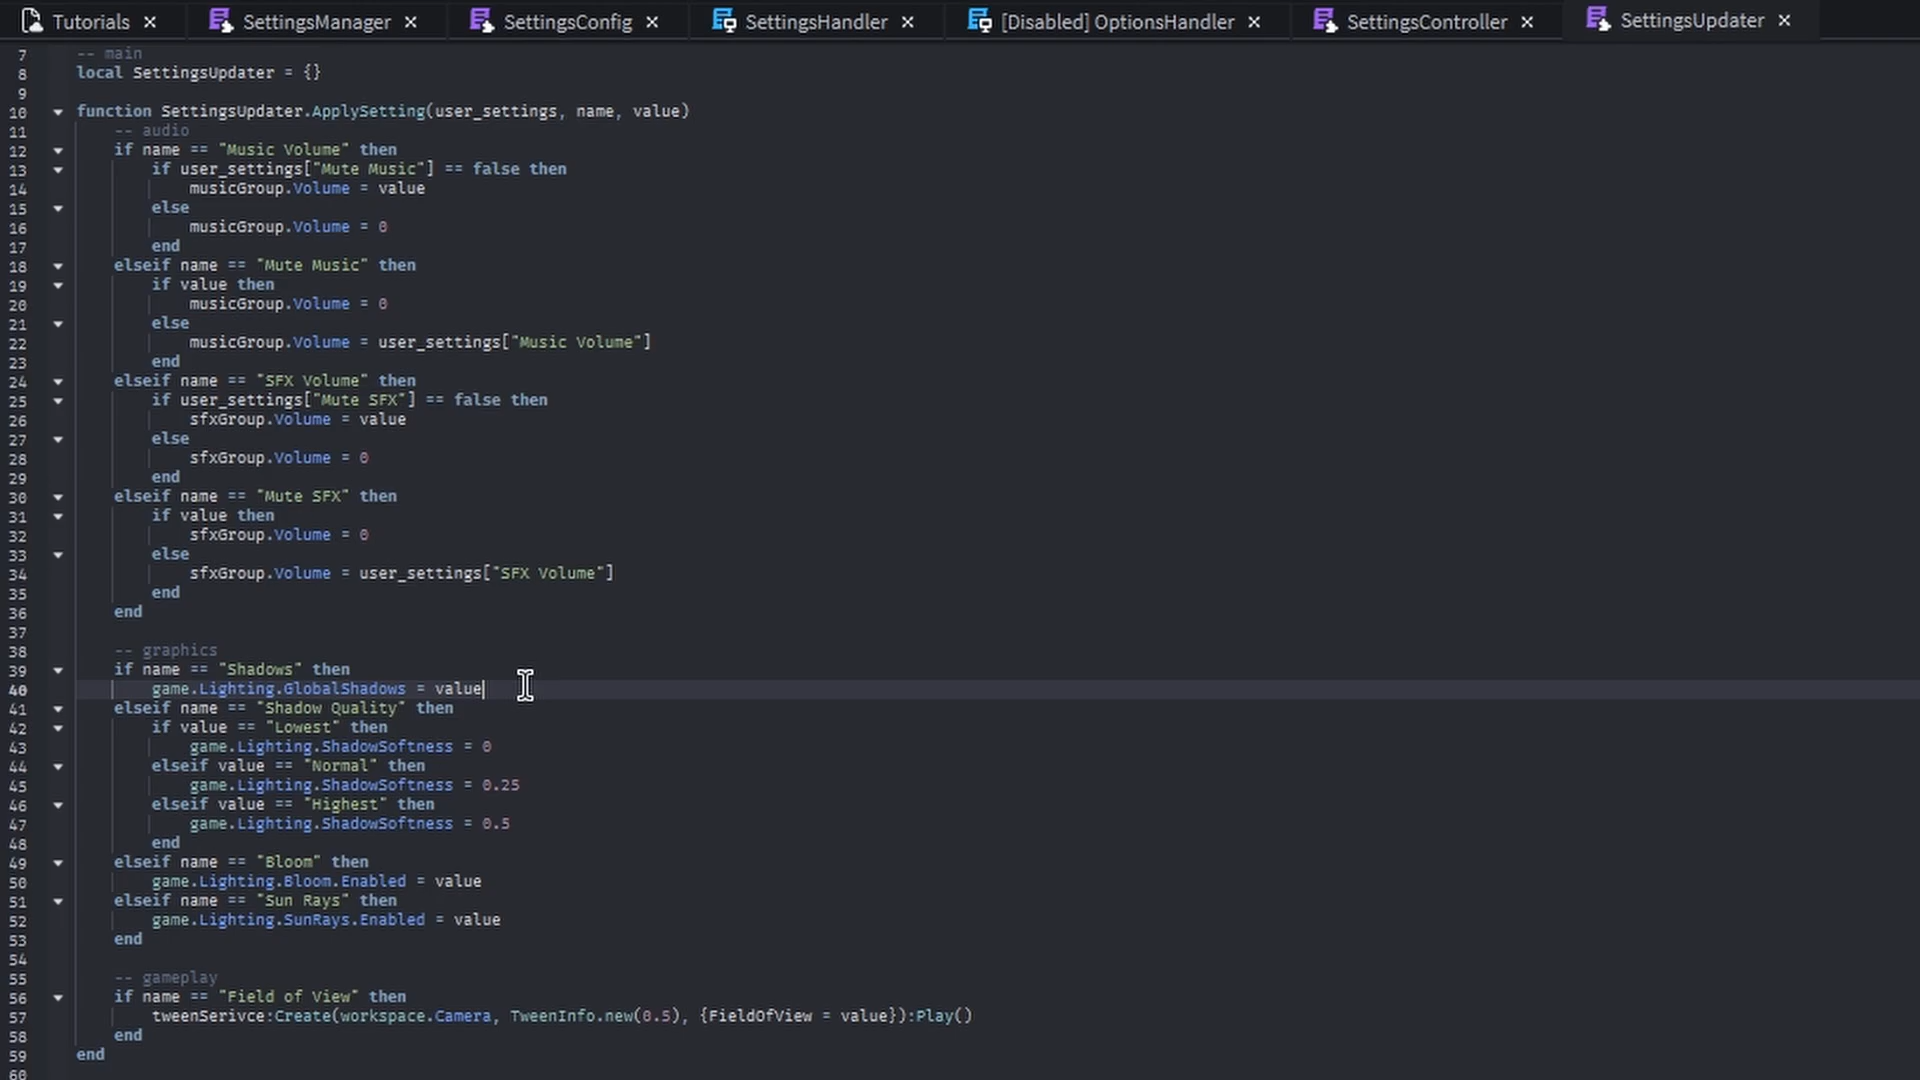 Tutorials SettingsManager SettingsConfig SettingsHandler [Disabled] OptionsHandler SettingsController SettingsUpdater
7 -- main
8 local SettingsUpdater = {}
9
10 function SettingsUpdater.ApplySetting(user_settings, name, value)
11 -- audio
12 if name == "Music Volume" then
13 if user_settings["Mute Music"] == false then
14 musicGroup.Volume = value
15 else
16 musicGroup.Volume = 0
17 end
18 elseif name == "Mute Music" then
19 if value then
20 musicGroup.Volume = 0
21 else
22 musicGroup.Volume = user_settings["Music Volume"]
23 end
24 elseif name == "SFX Volume" then
25 if user_settings["Mute SFX"] == false then
26 sfxGroup.Volume = value
27 else
28 sfxGroup.Volume = 0
29 end
30 elseif name == "Mute SFX" then
31 if value then
32 sfxGroup.Volume = 0
33 else
34 sfxGroup.Volume = user_settings["SFX Volume"]
35 end
36 end
37
38 -- graphics
39 if name == "Shadows" then
40 game.Lighting.GlobalShadows = value
41 elseif name == "Shadow Quality" then
42 if value == "Lowest" then
43 game.Lighting.ShadowSoftness = 0
44 elseif value == "Normal" then
45 game.Lighting.ShadowSoftness = 0.25
46 elseif value == "Highest" then
47 game.Lighting.ShadowSoftness = 0.5
48 end
49 elseif name == "Bloom" then
50 game.Lighting.Bloom.Enabled = value
51 elseif name == "Sun Rays" then
52 game.Lighting.SunRays.Enabled = value
53 end
54
55 -- gameplay
56 if name == "Field of View" then
57 tweenSerivce:Create(workspace.Camera, TweenInfo.new(0.5), {FieldOfView = value}):Play()
58 end
59 end
60